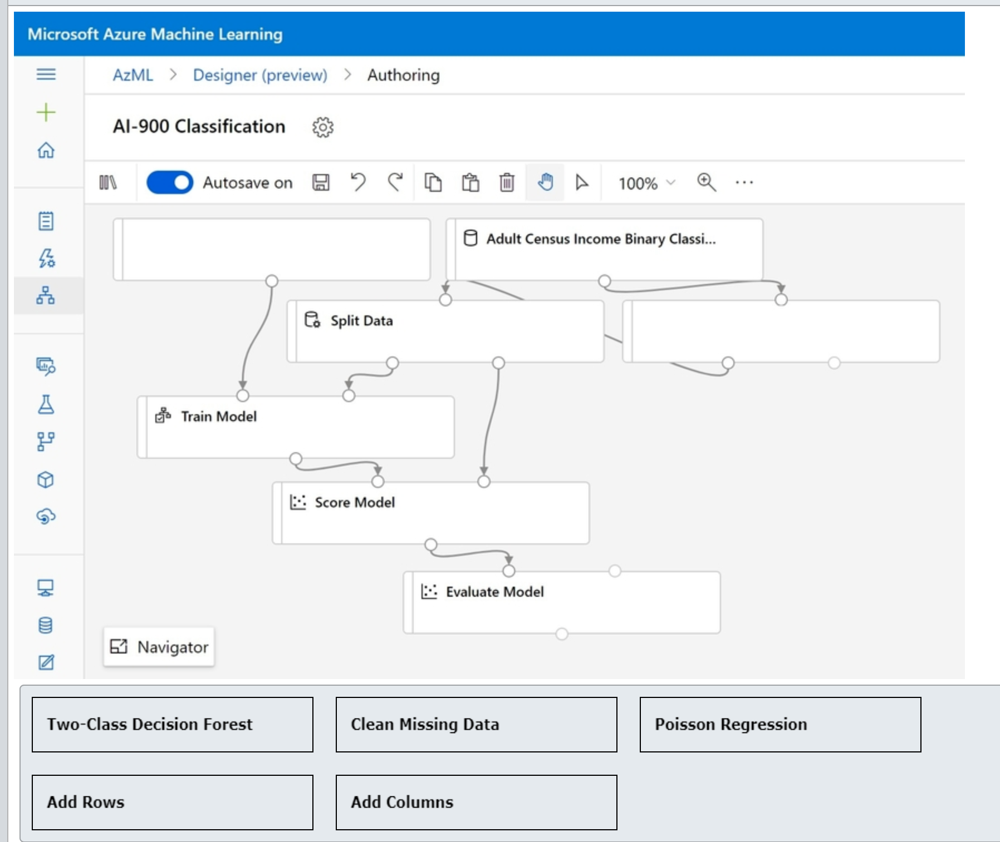 Microsoft Azure Machine Learning
AzML > Designer (preview) > Authoring
AI-900 Classification
Autosave on
100%
Adult Census Income Binary Classi...
Split Data
Train Model
Score Model
Evaluate Model
Navigator
Two-Class Decision Forest
Clean Missing Data
Poisson Regression
Add Rows
Add Columns